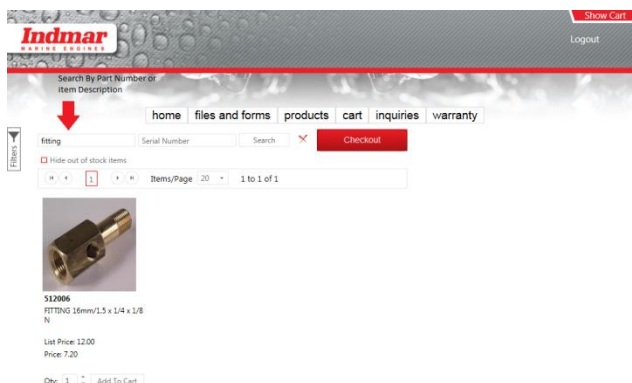 Show Cart
Indmar
MARINE ENGINES
Logout
Search By Part Number or
Item Description
home files and forms products cart inquiries warranty
Filters
fitting Serial Number Search Checkout
Hide out of stock items
1 Items/Page 20 1 to 1 of 1
512006
FITTING 16mm/1.5 x 1/4 x 1/8
N
List Price: 12.00
Price: 7.20
Qty: 1 Add To Cart